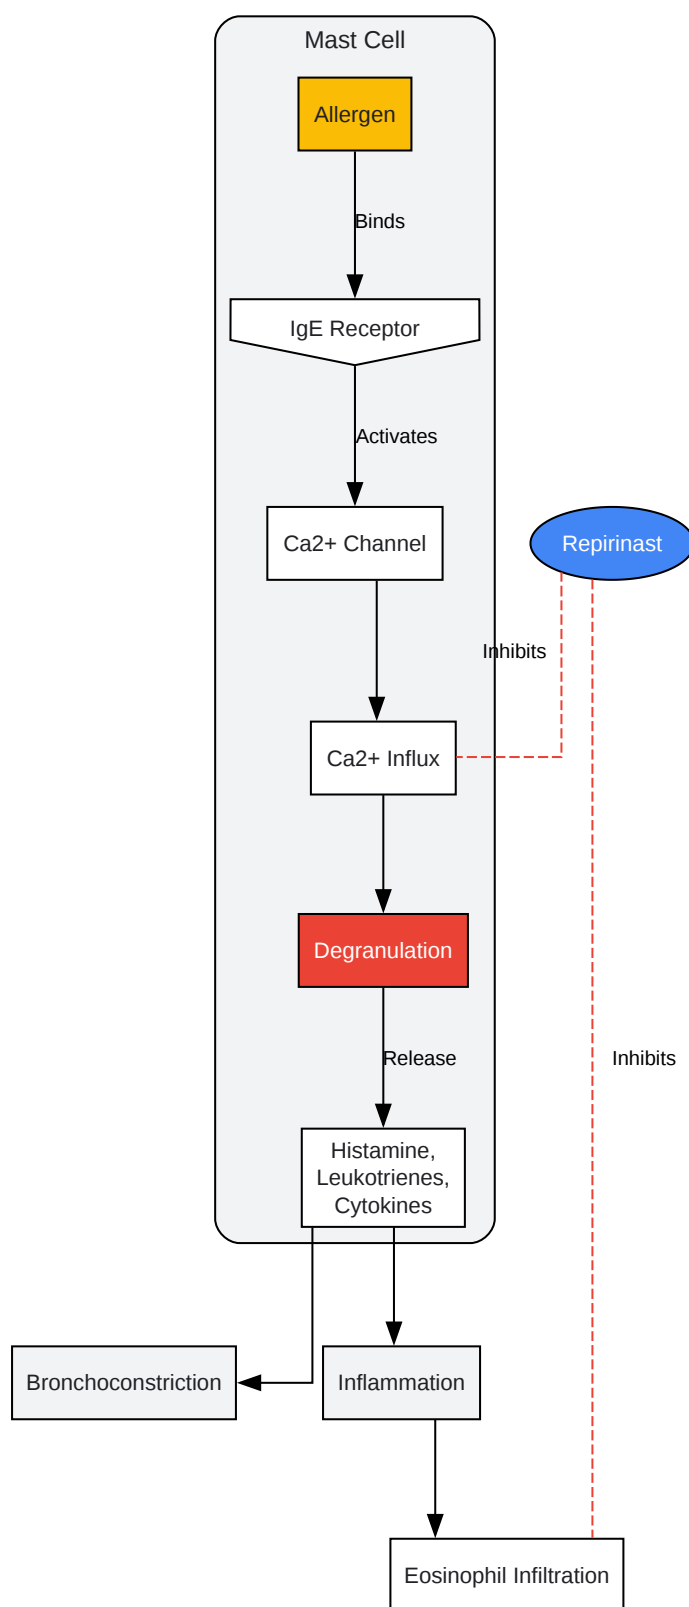 Mast Cell
Allergen
Binds
IgE Receptor
Activates
Ca2+ Channel
Repirinast
Inhibits
Ca2+ Influx
Degranulation
Release
Inhibits
Histamine,
Leukotrienes,
Cytokines
Bronchoconstriction
Inflammation
Eosinophil Infiltration